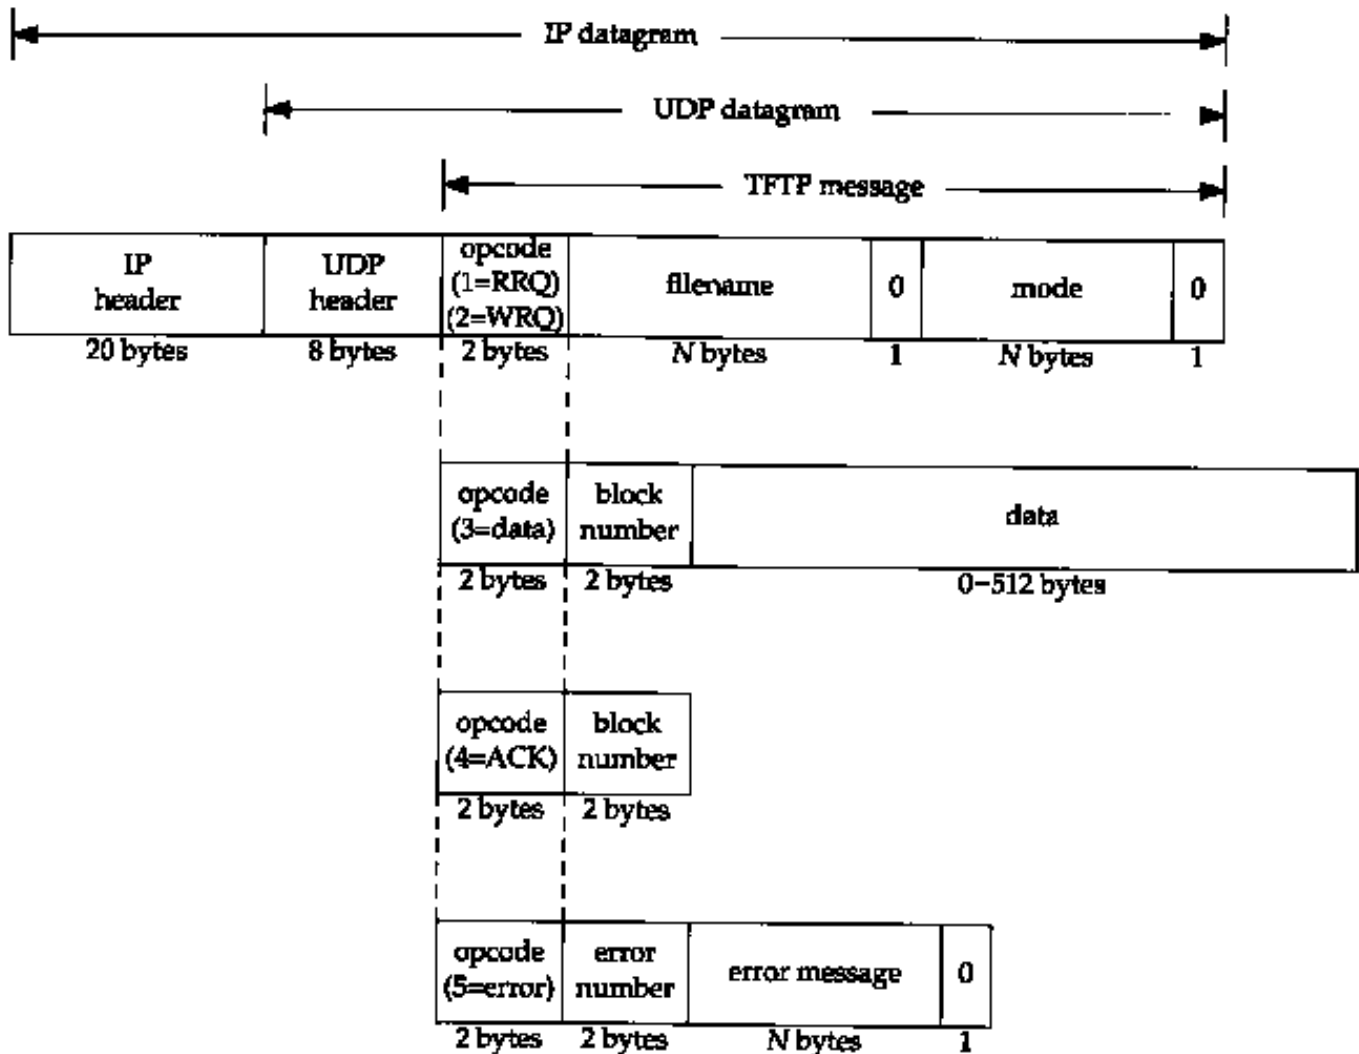 IP datagram
UDP datagram
TFTP message
IP header
UDP header
opcode
(1=RRQ)
(2=WRQ)
filename
0
mode
0
20 bytes
8 bytes
2 bytes
N bytes
1
N bytes
1
opcode
(3=data)
block
number
data
2 bytes
2 bytes
0-512 bytes
opcode
(4=ACK)
block
number
2 bytes
2 bytes
opcode
(5=error)
error
number
error message
0
2 bytes
2 bytes
N bytes
1